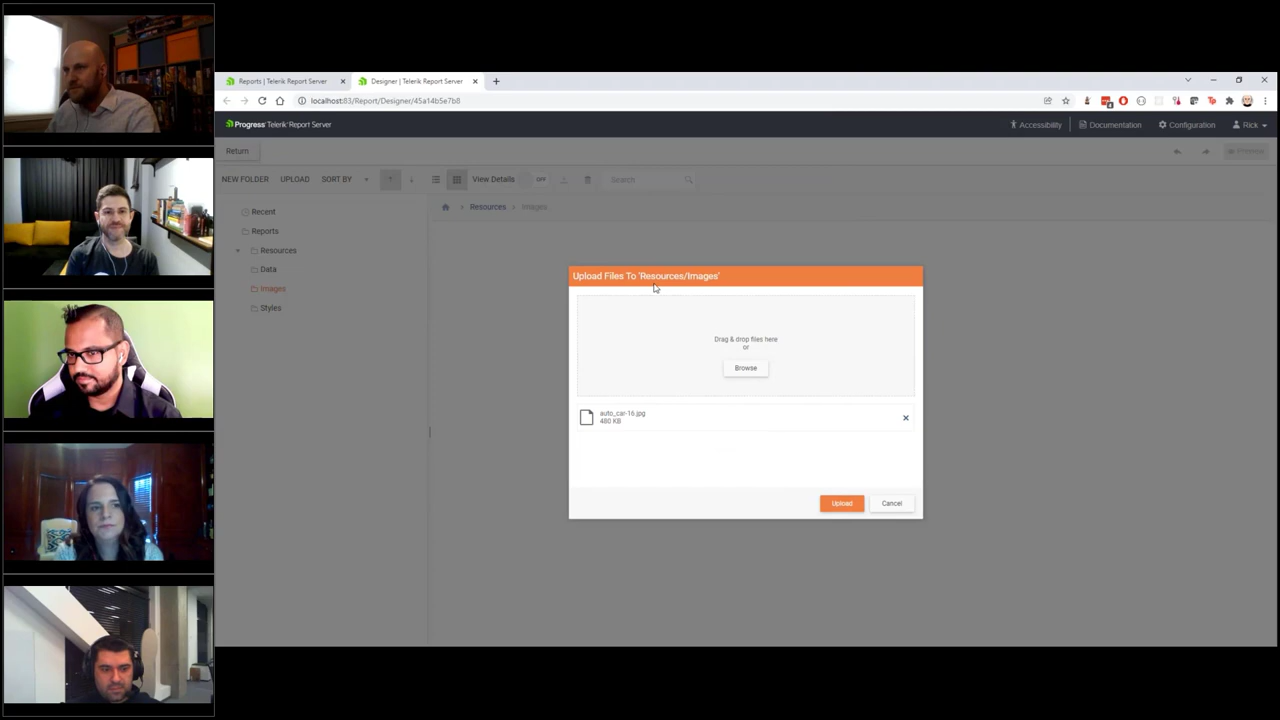 Reports | Telerik Report Server
Designer | Telerik Report Server
localhost:83/Report/Designer/45a14b5e7b8
Progress Telerik Report Server
Accessibility
Documentation
Configuration
Rick
Return
Preview
NEW FOLDER
UPLOAD
SORT BY
View Details
OFF
Search
Recent
Reports
Resources
Data
Images
Styles
Resources
Images
Upload Files To 'Resources/Images'
Drag & drop files here
or
Browse
auto_car-16.jpg
480 KB
Upload
Cancel